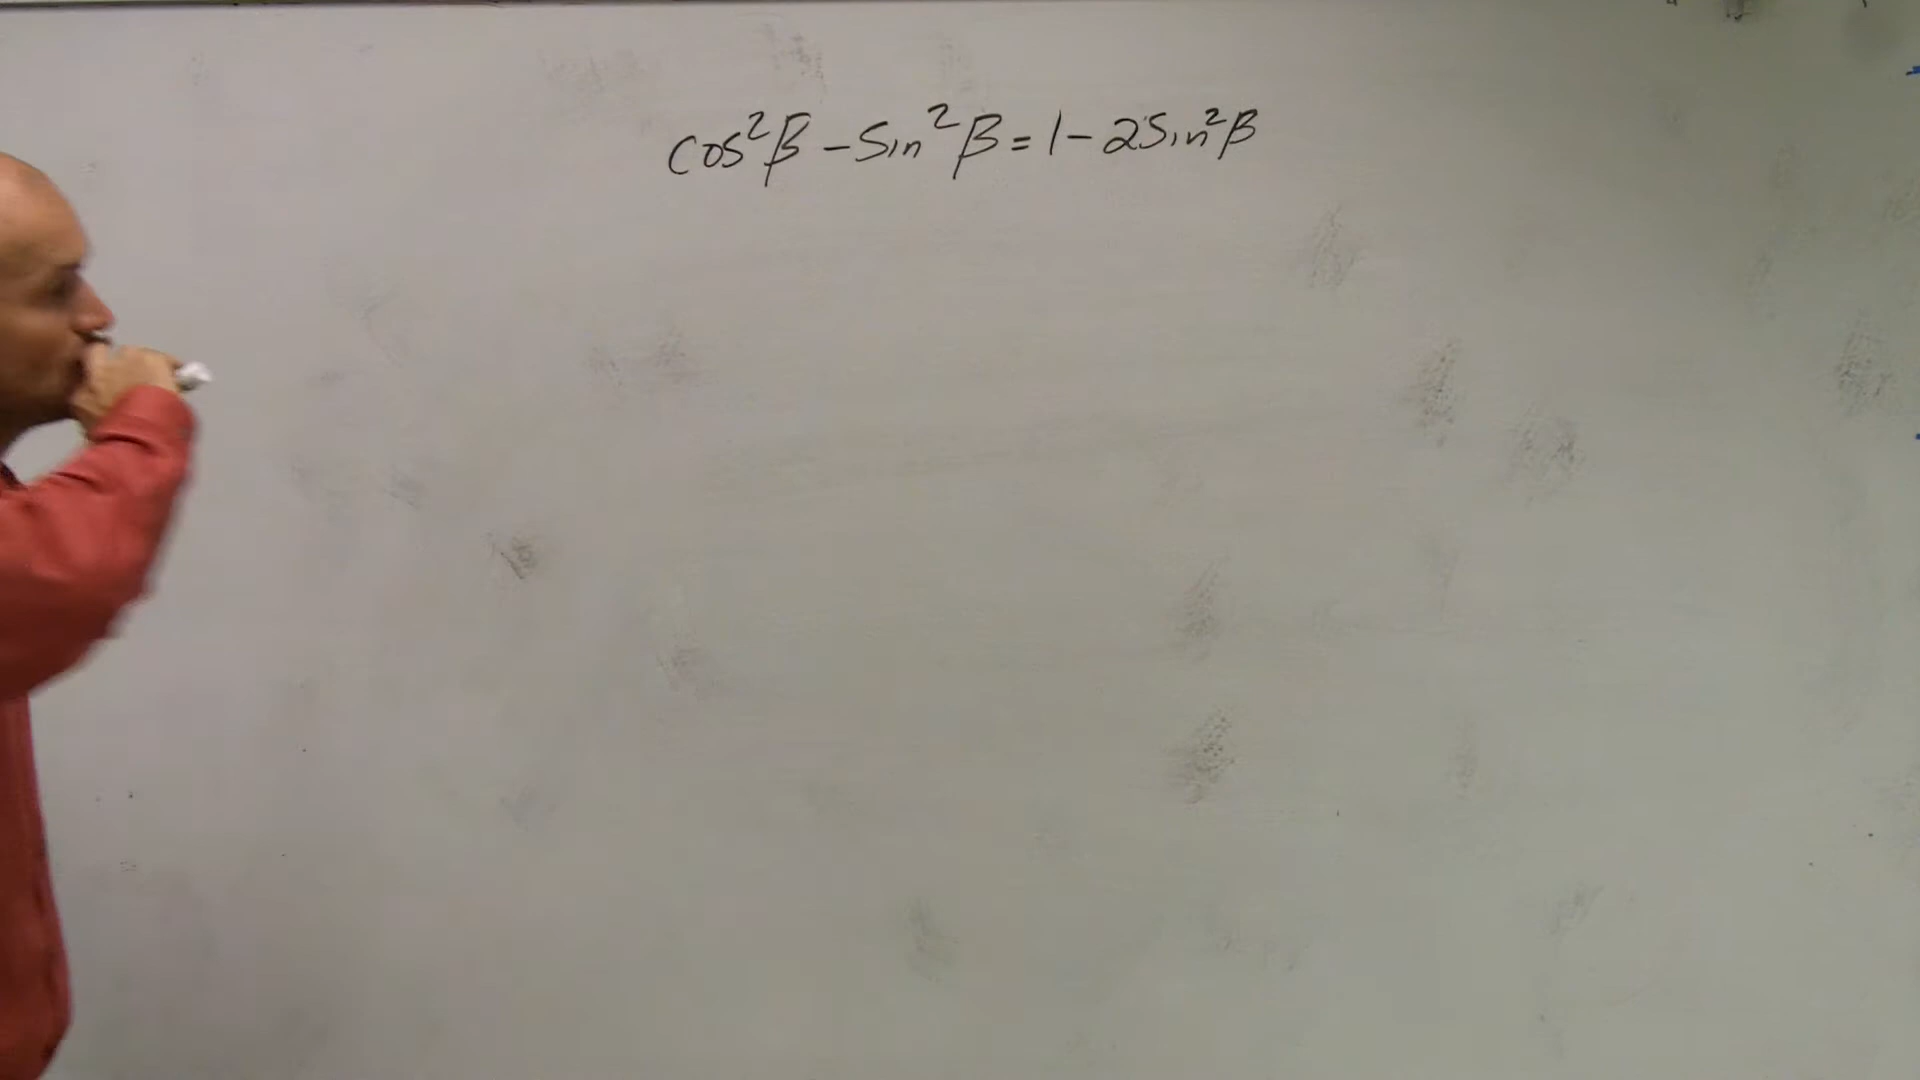 cos²β - Sin²β = 1 - 2Sin²β